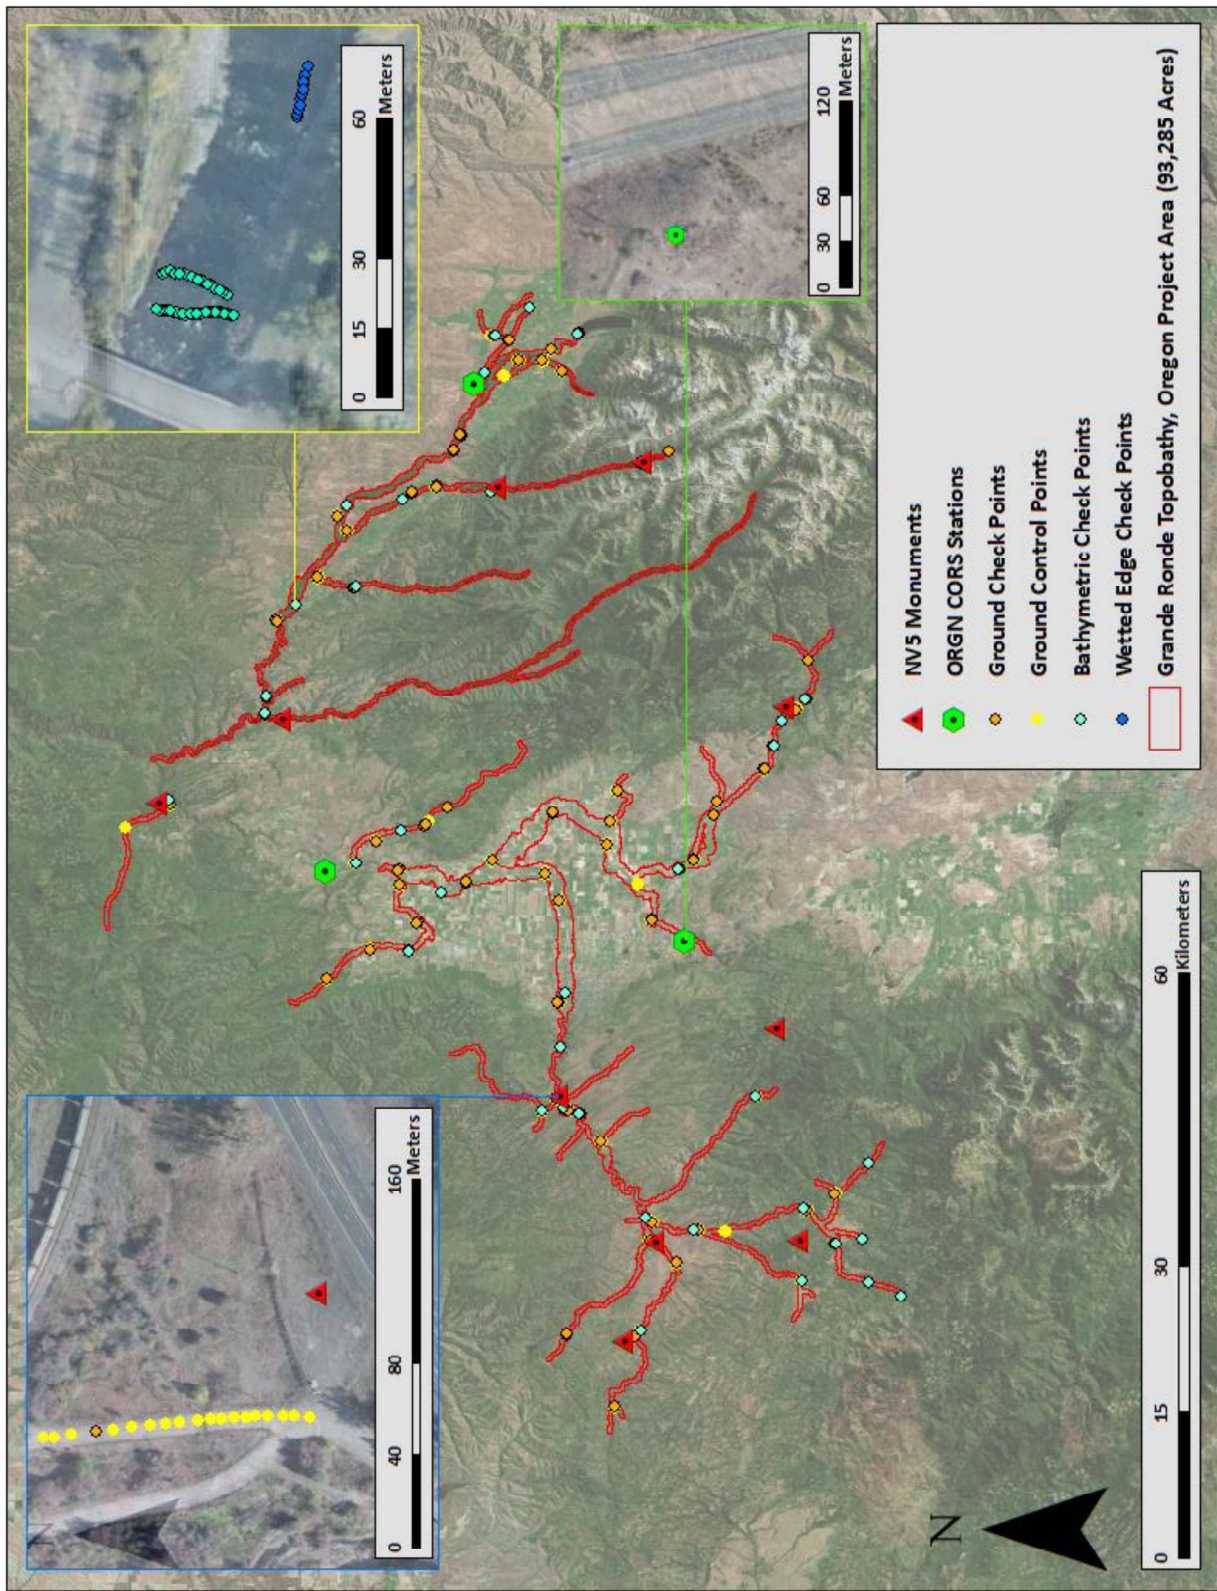 0 40 80 160
Meters
0 15 30 60
Meters
0 30 60 120
Meters
N
0 15 30 60
Kilometers
NV5 Monuments
ORGN CORS Stations
Ground Check Points
Ground Control Points
Bathymetric Check Points
Wetted Edge Check Points
Grande Ronde Topobathy, Oregon Project Area (93,285 Acres)